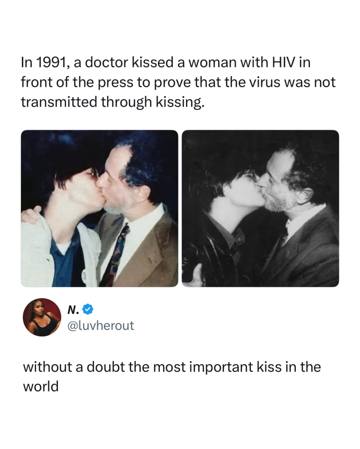 In 1991, a doctor kissed a woman with HIV in
front of the press to prove that the virus was not
transmitted through kissing.
N.
@luvherout
without a doubt the most important kiss in the
world